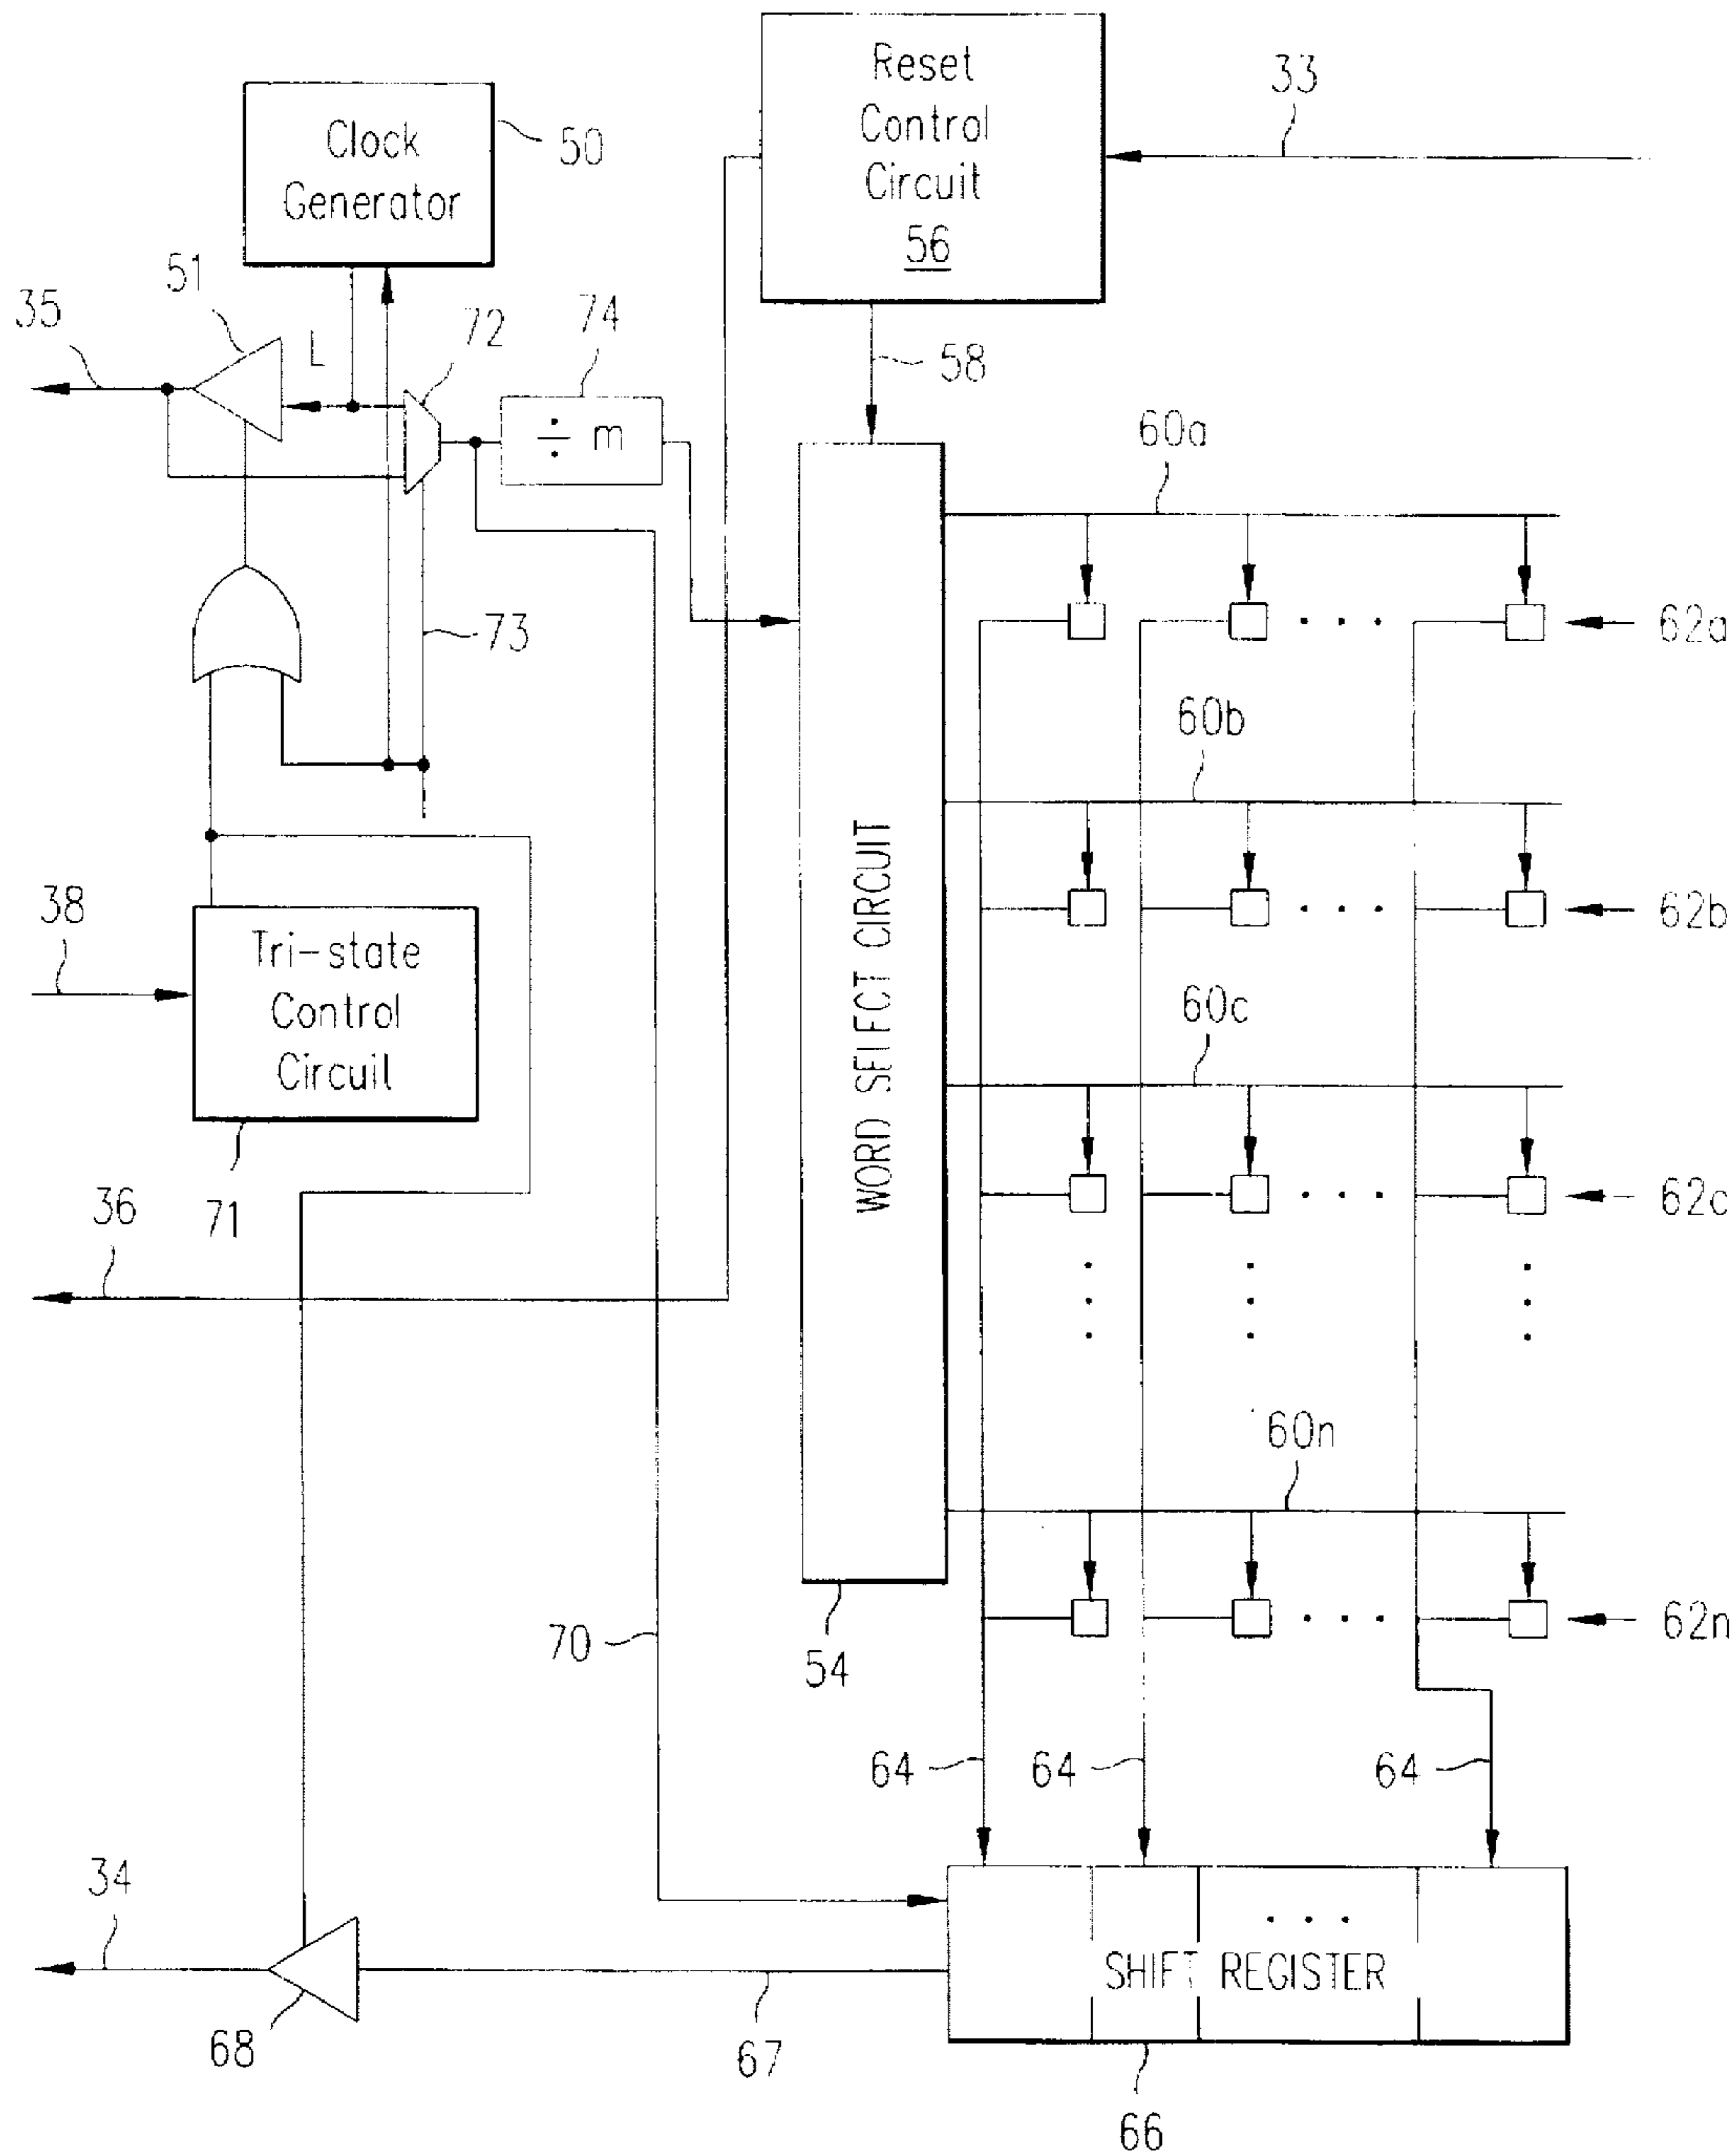 Reset
Control
Circuit
56
33
Clock
Generator
50
51
35
L
72
74
÷ m
58
60a
62a
73
60b
62b
38
Tri-state
Control
Circuil
71
WORD SELECT CIRCUIT
60c
62c
36
60n
62n
70
54
64
64
64
34
68
67
SHIFT REGISTER
66